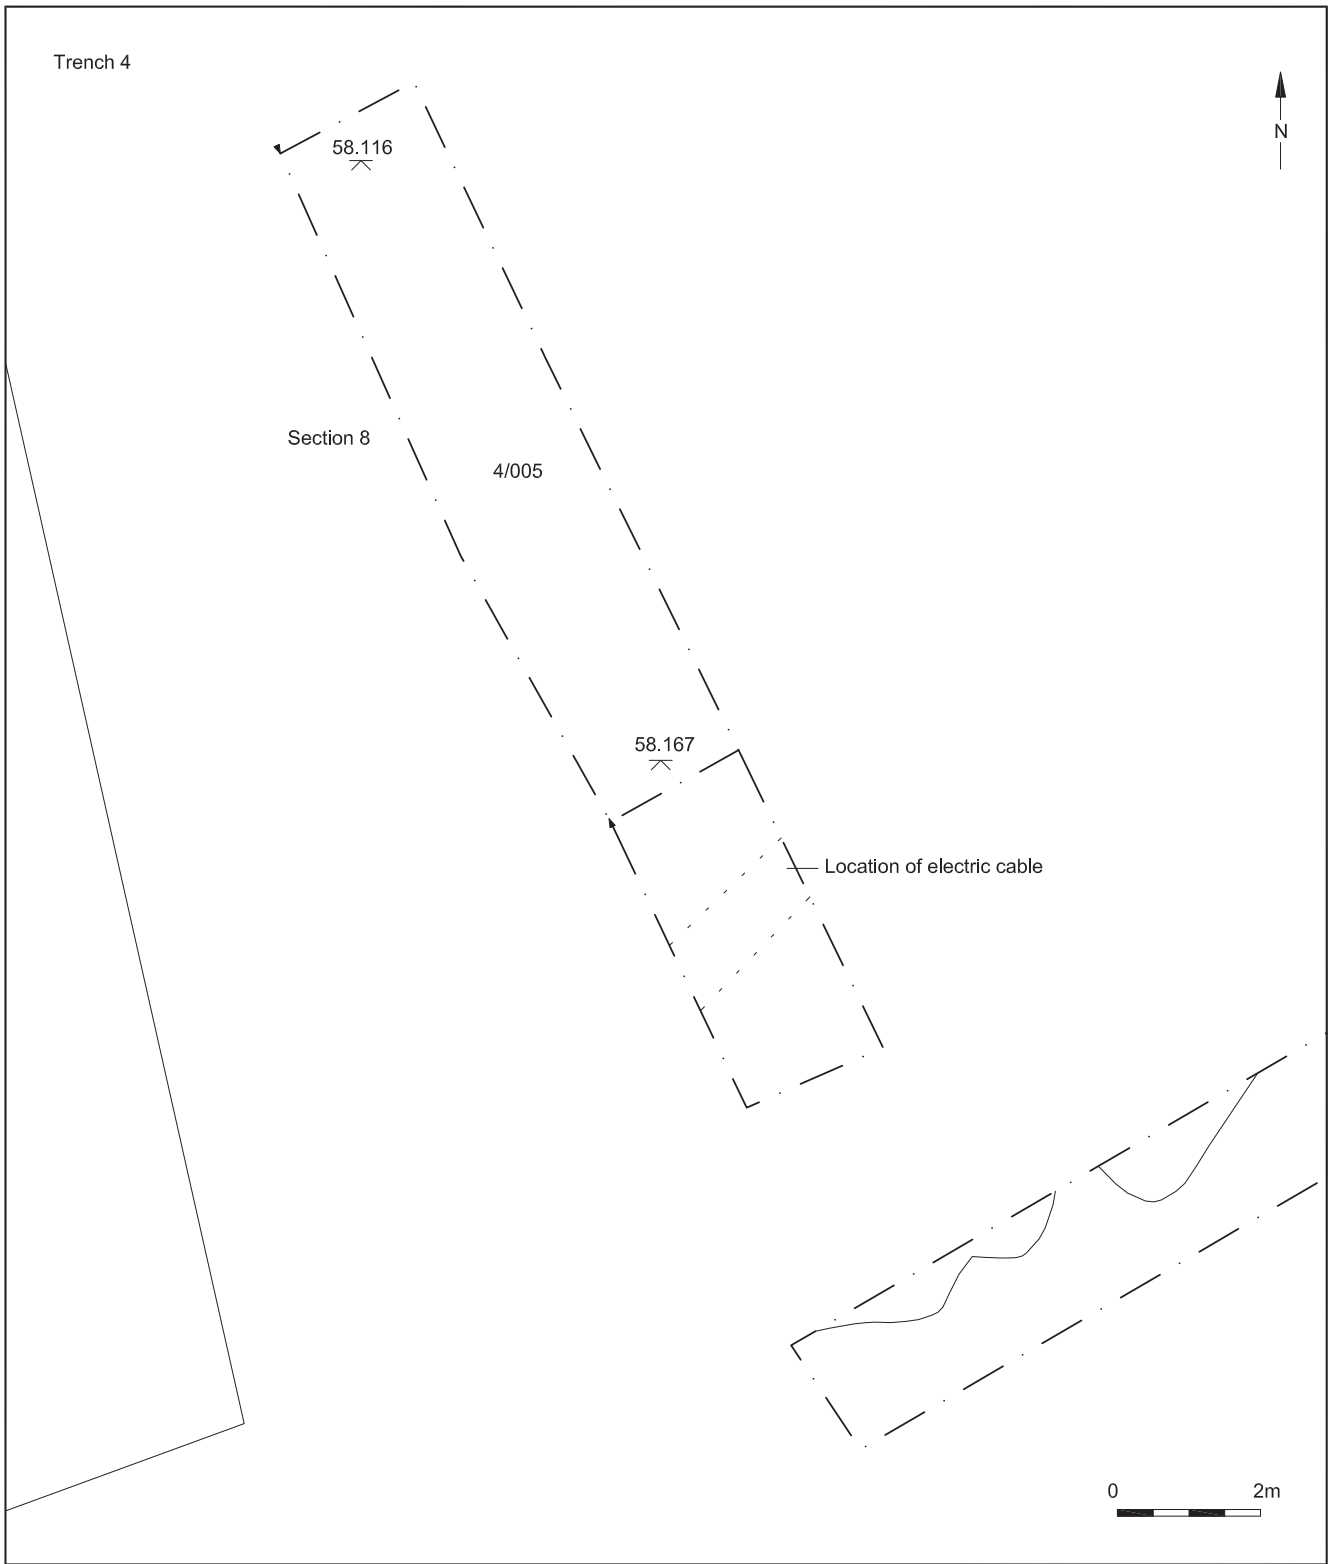 Trench 4
N
58.116
Section 8
4/005
58.167
Location of electric cable
0 2m